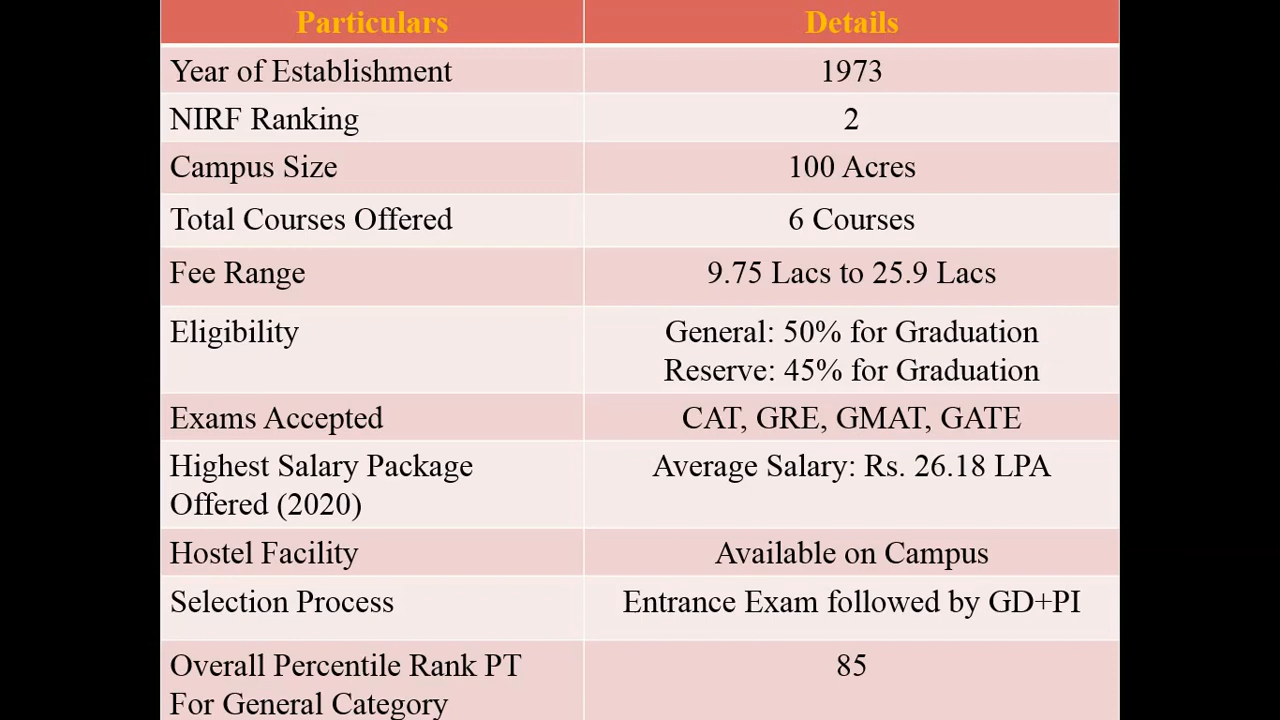 Particulars Details
Year of Establishment 1973
NIRF Ranking 2
Campus Size 100 Acres
Total Courses Offered 6 Courses
Fee Range 9.75 Lacs to 25.9 Lacs
Eligibility General: 50% for Graduation
Reserve: 45% for Graduation
Exams Accepted CAT, GRE, GMAT, GATE
Highest Salary Package Average Salary: Rs. 26.18 LPA
Offered (2020)
Hostel Facility Available on Campus
Selection Process Entrance Exam followed by GD+PI
Overall Percentile Rank PT 85
For General Category